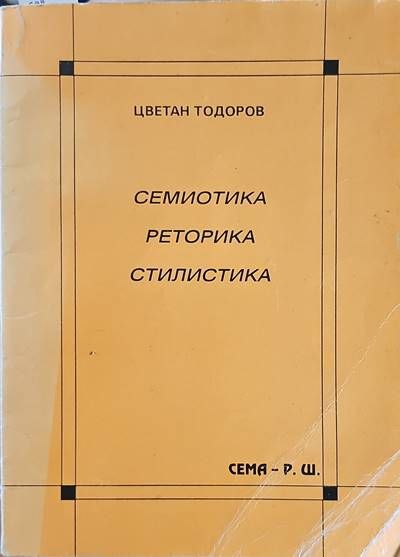 ЦВЕТАН ТОДОРОВ
СЕМИОТИКА
РЕТОРИКА
СТИЛИСТИКА
СЕМА – Р. Ш.